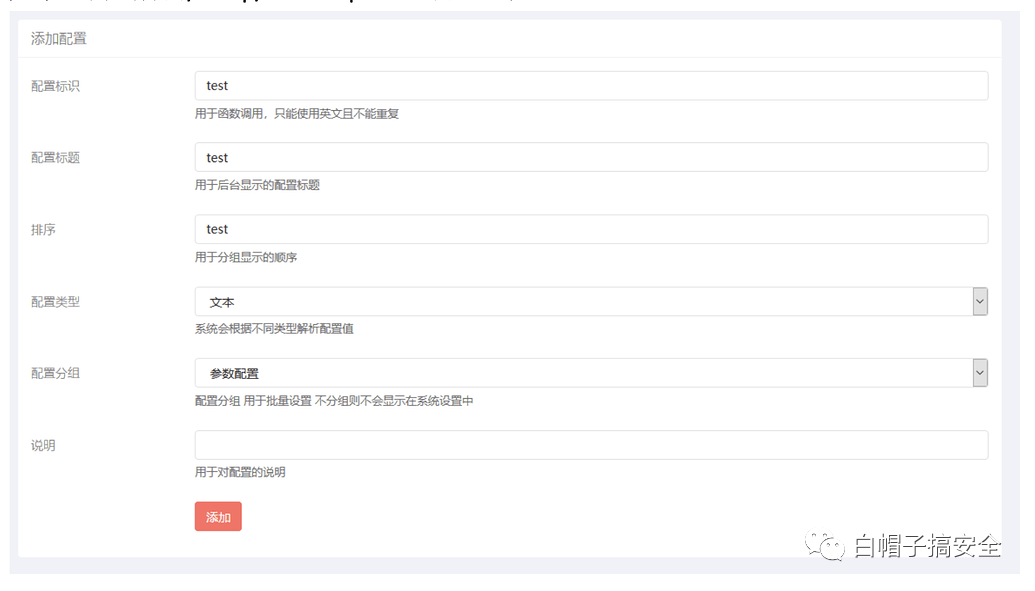 添加配置
配置标识
test
用于函数调用，只能使用英文且不能重复
配置标题
test
用于后台显示的配置标题
排序
test
用于分组显示的顺序
配置类型
文本
系统会根据不同类型解析配置值
配置分组
参数配置
配置分组 用于批量设置 不分组则不会显示在系统设置中
说明
用于对配置的说明
添加
白帽子搞安全